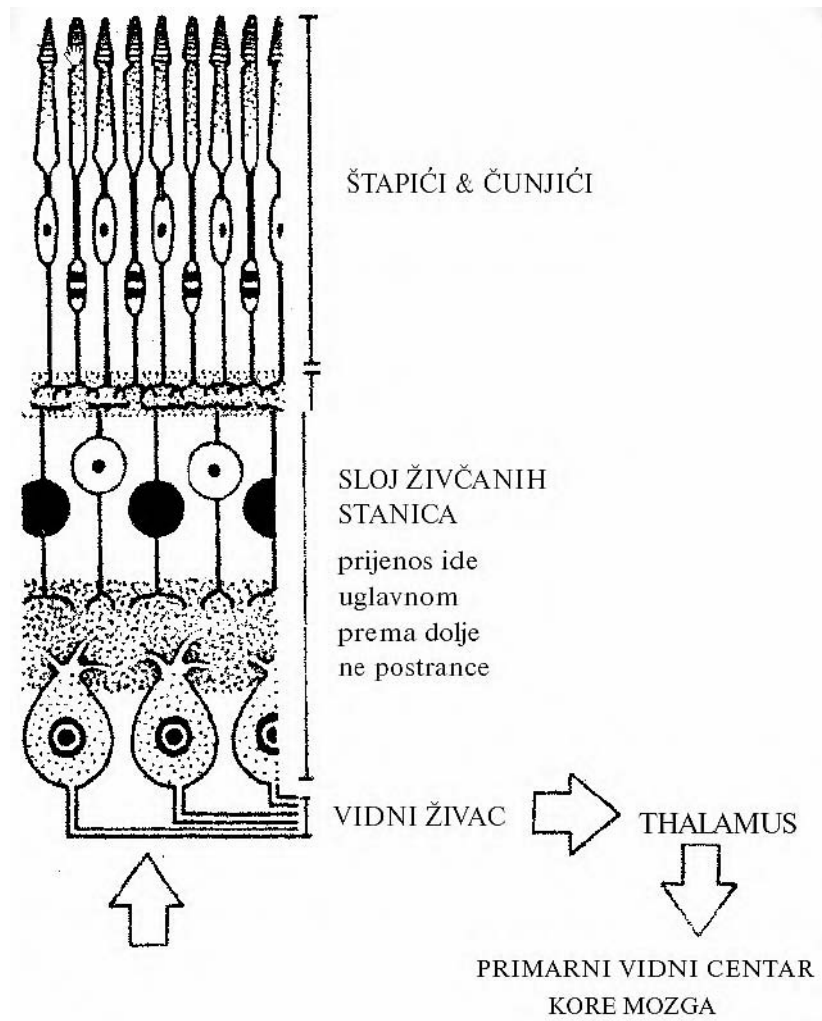 ŠTAPIĆI & ČUNJIĆI
SLOJ ŽIVČANIH
STANICA
prijenos ide
uglavnom
prema dolje
ne postrance
VIDNI ŽIVAC
THALAMUS
PRIMARNI VIDNI CENTAR
KORE MOZGA